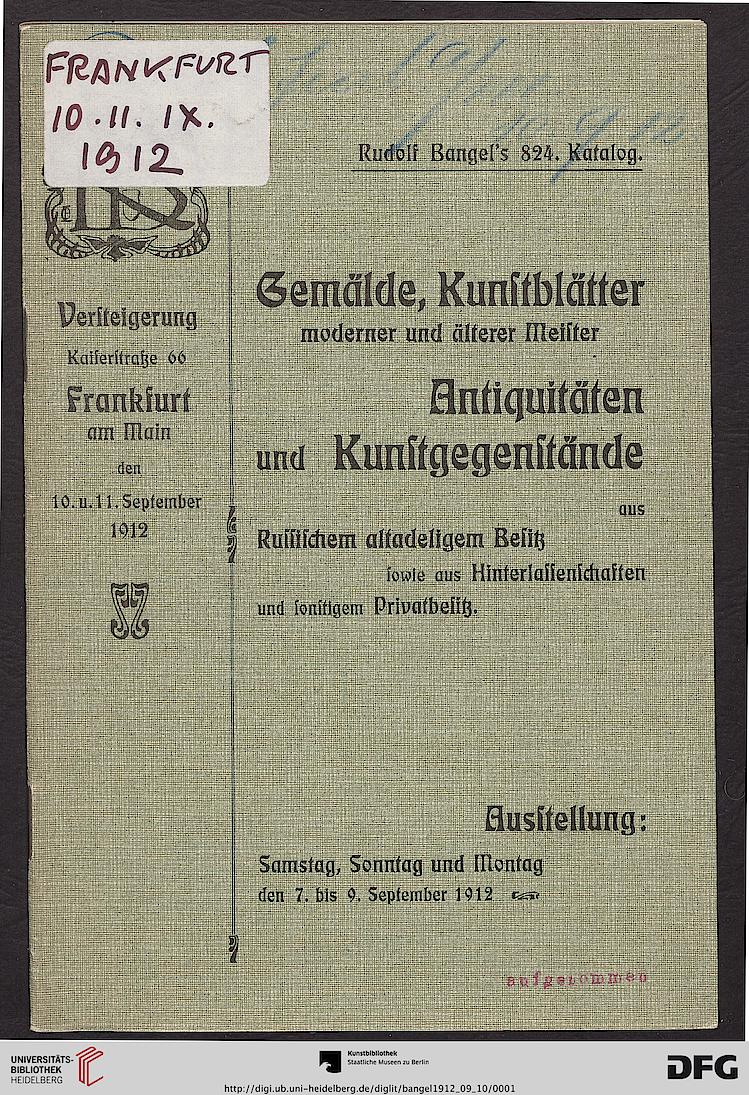 FRANKFURT
10.11. IX.
1912
Rudolf Bangel's 824. Katalog.
Verſteigerung
Kaiſerſtraße 66
Frankfurt
am Main
den
10. u. 11. September
1912
Gemälde, Kunſtblätter
moderner und älterer Meiſter
Antiquitäten
und Kunſtgegenſtände
aus
Ruſſiſchem altadeligem Beſitz
ſowie aus Hinterlaſſenſchaften
und ſonſtigem Privatbeſitz.
Ausſtellung:
Samstag, Sonntag und Montag
den 7. bis 9. September 1912
aufgenommen
UNIVERSITÄTS-
BIBLIOTHEK
HEIDELBERG
Kunstbibliothek
Staatliche Museen zu Berlin
DFG
http://digi.ub.uni-heidelberg.de/diglit/bangel1912_09_10/0001